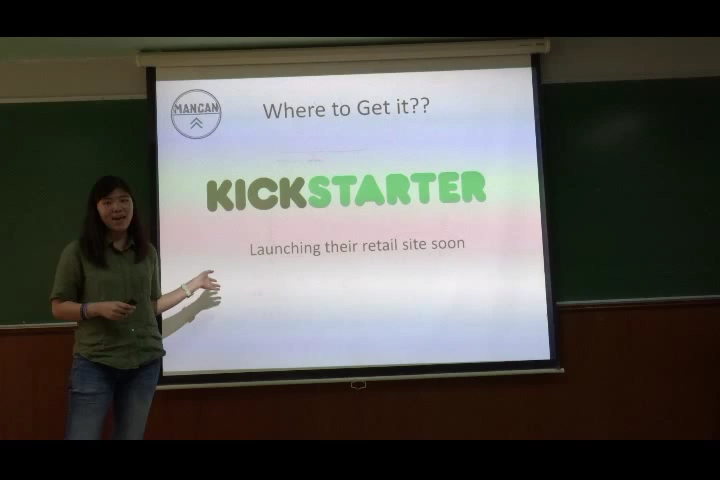 MANCAN
Where to Get it??
KICKSTARTER
Launching their retail site soon